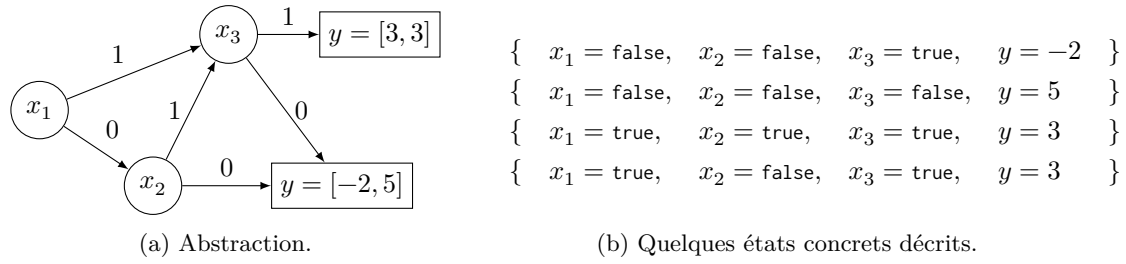 1
x₃
y = [3, 3]
1
x₁
0
1
0
x₂
0
y = [−2, 5]
(a) Abstraction.
{ x₁ = false, x₂ = false, x₃ = true, y = −2 }
{ x₁ = false, x₂ = false, x₃ = false, y = 5 }
{ x₁ = true, x₂ = true, x₃ = true, y = 3 }
{ x₁ = true, x₂ = false, x₃ = true, y = 3 }
(b) Quelques états concrets décrits.